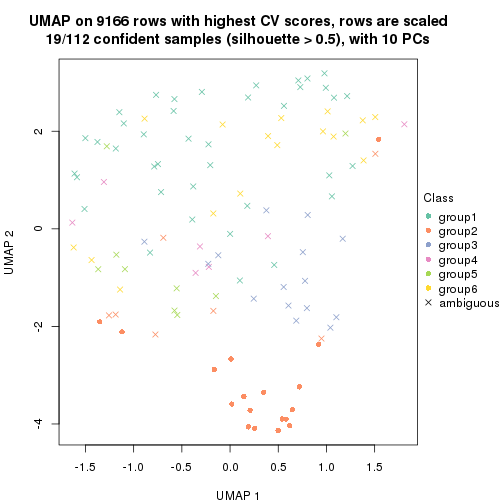 UMAP on 9166 rows with highest CV scores, rows are scaled
19/112 confident samples (silhouette > 0.5), with 10 PCs
UMAP 2
2
0
-2
-4
-1.5
-1.0
-0.5
0.0
0.5
1.0
1.5
UMAP 1
Class
group1
group2
group3
group4
group5
group6
ambiguous